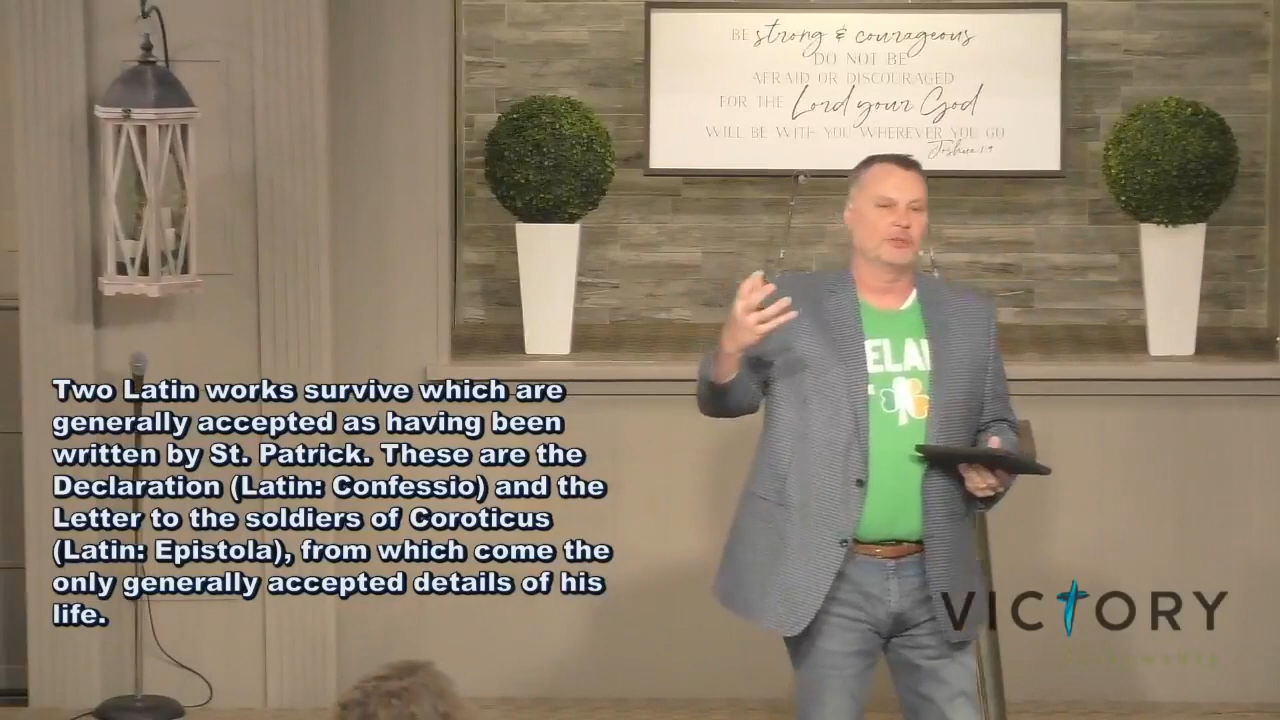 BE strong & courageous
DO NOT BE
AFRAID OR DISCOURAGED
FOR THE Lord your God
WILL BE WITH YOU WHEREVER YOU GO
Joshua 1:9
ELAN
Two Latin works survive which are
generally accepted as having been
written by St. Patrick. These are the
Declaration (Latin: Confessio) and the
Letter to the soldiers of Coroticus
(Latin: Epistola), from which come the
only generally accepted details of his
life.
VICTORY